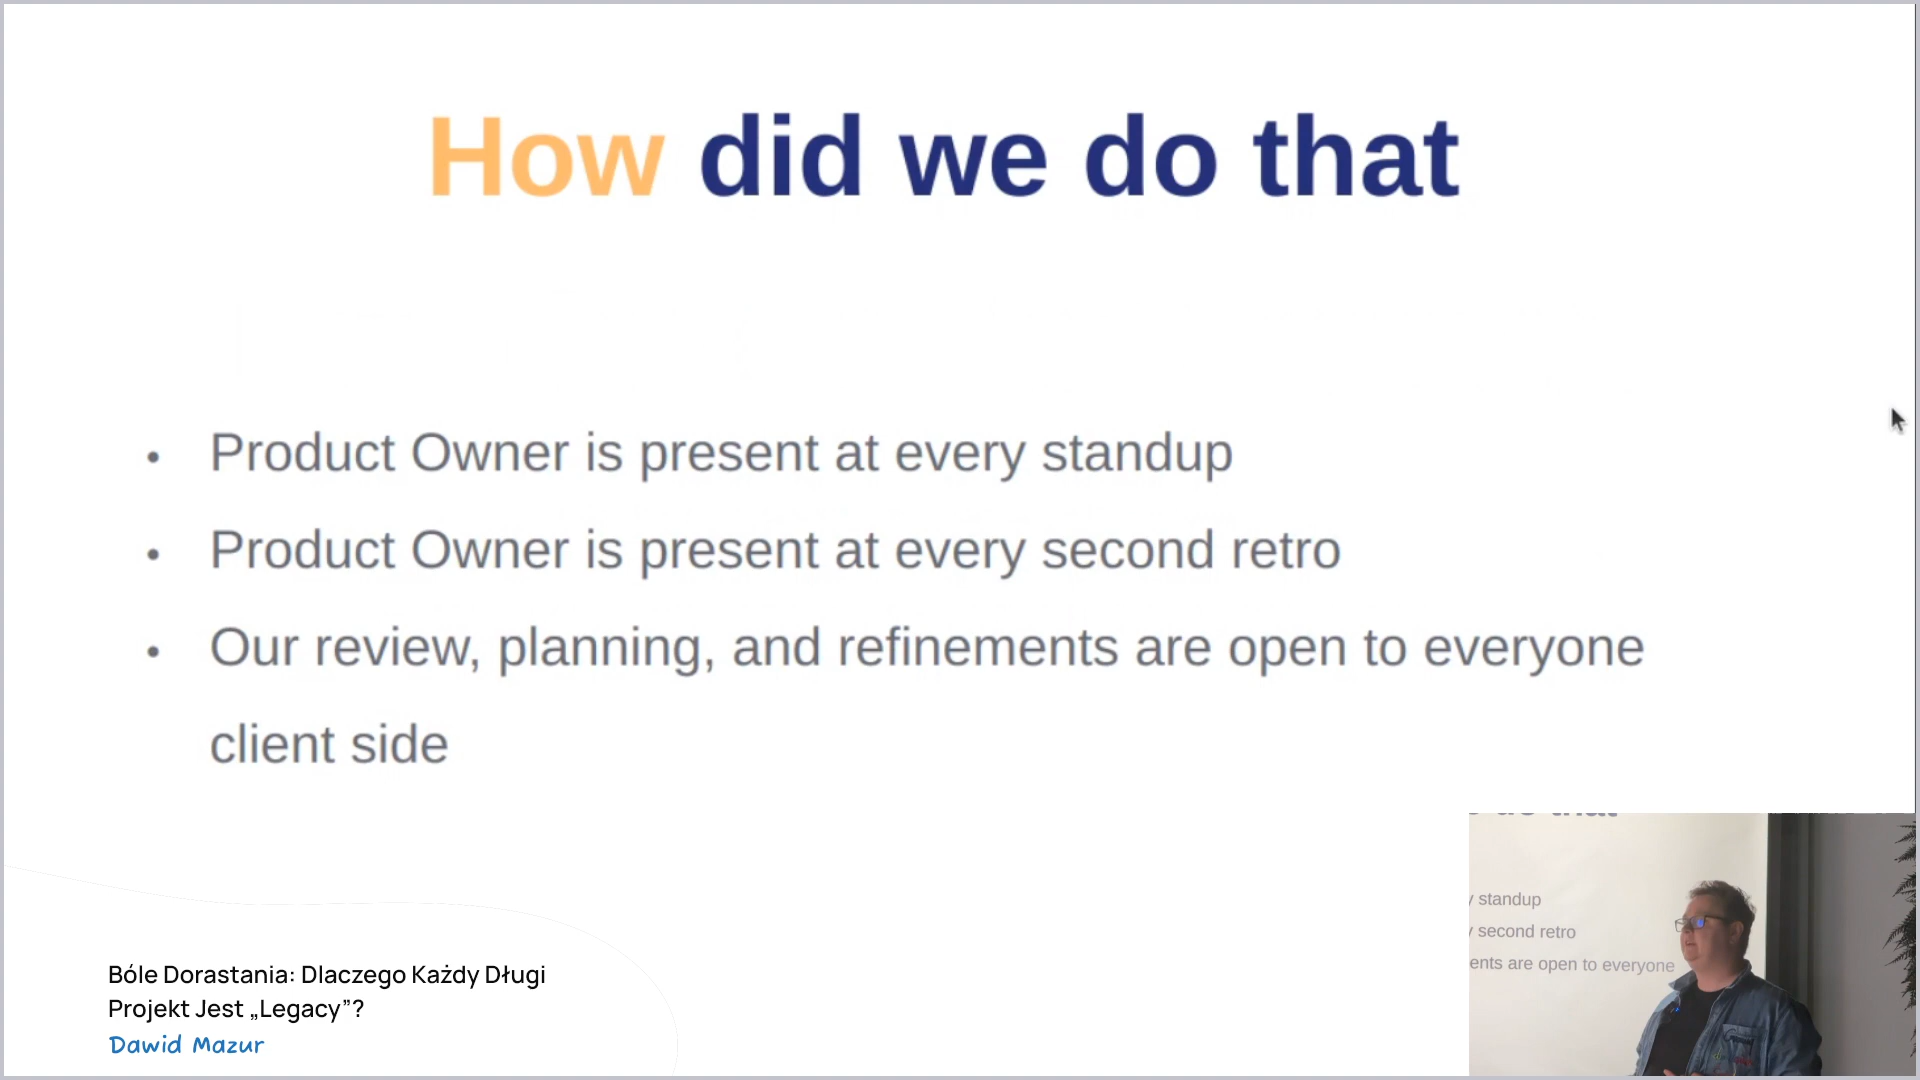 How did we do that
• Product Owner is present at every standup
• Product Owner is present at every second retro
• Our review, planning, and refinements are open to everyone
client side
standup
second retro
are open to everyone
Bóle Dorastania: Dlaczego Każdy Długi
Projekt Jest „Legacy”?
Dawid Mazur